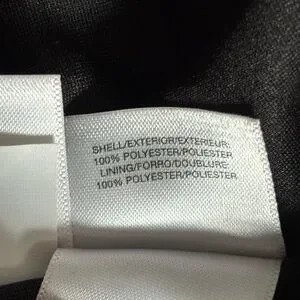 SHELL/EXTERIOR/EXTERIEUR:
100% POLYESTER/POLIESTER
LINING/FORRO/DOUBLURE:
100% POLYESTER/POLIESTER